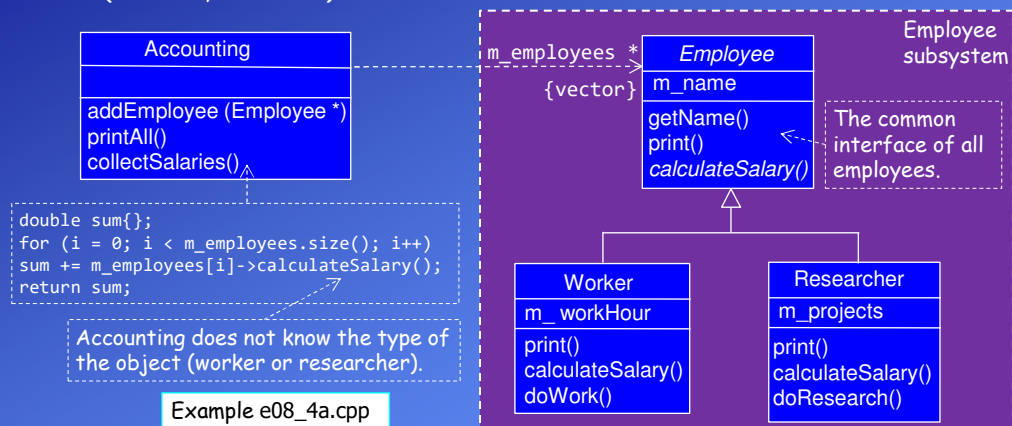 Accounting
addEmployee (Employee *)
printAll()
collectSalaries()
double sum{};
for (i = 0; i < m_employees.size(); i++)
sum += m_employees[i]->calculateSalary();
return sum;
Accounting does not know the type of
the object (worker or researcher).
Example e08_4a.cpp
m_employees *
{vector}
Employee
subsystem
Employee
m_name
getName()
print()
calculateSalary()
The common
interface of all
employees.
Worker
m_ workHour
print()
calculateSalary()
doWork()
Researcher
m_projects
print()
calculateSalary()
doResearch()